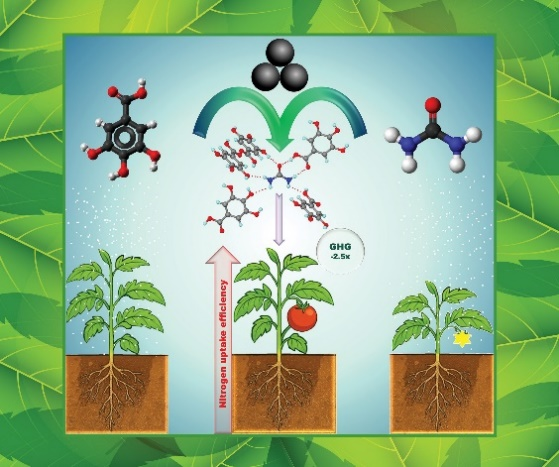 GHG
-2.5x
Nitrogen uptake efficiency